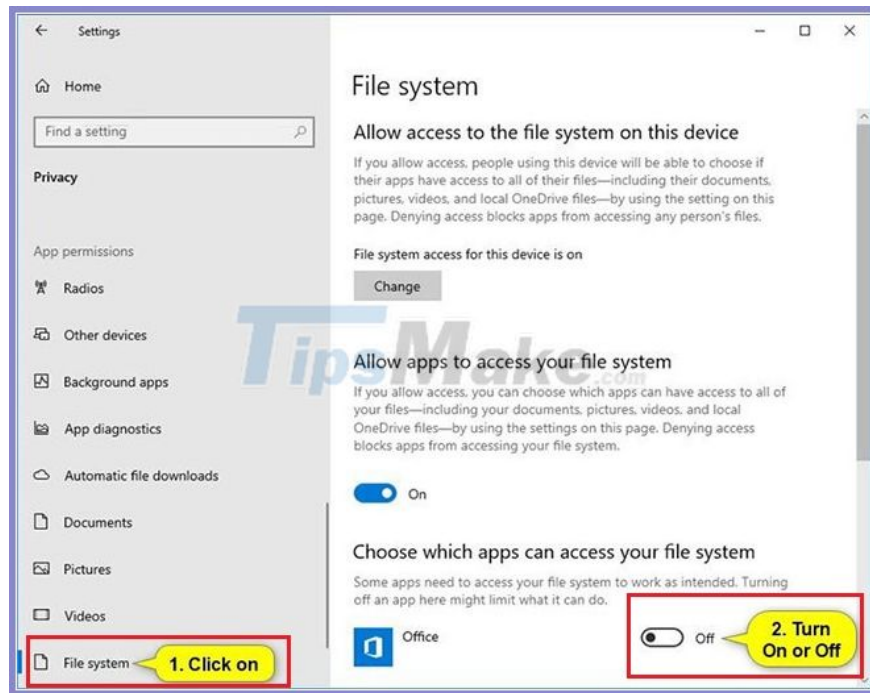 Settings
Home
Find a setting
Privacy
App permissions
Radios
Other devices
Background apps
App diagnostics
Automatic file downloads
Documents
Pictures
Videos
File system
1. Click on
File system
Allow access to the file system on this device
If you allow access, people using this device will be able to choose if
their apps have access to all of their files—including their documents,
pictures, videos, and local OneDrive files—by using the setting on this
page. Denying access blocks apps from accessing any person's files.
File system access for this device is on
Change
TipsMake.com
Allow apps to access your file system
If you allow access, you can choose which apps can have access to all of
your files—including your documents, pictures, videos, and local
OneDrive files—by using the settings on this page. Denying access
blocks apps from accessing your file system.
On
Choose which apps can access your file system
Some apps need to access your file system to work as intended. Turning
off an app here might limit what it can do.
Office
Off
2. Turn
On or Off